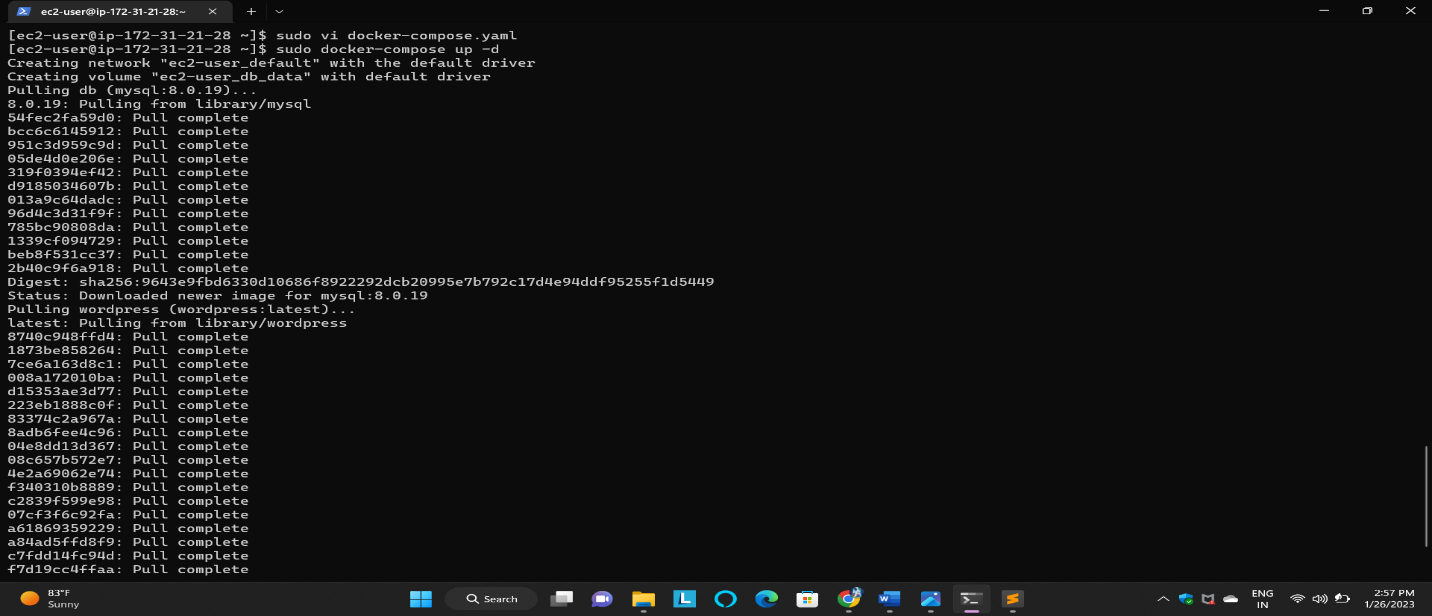 ec2-user@ip-172-31-21-28:~
[ec2-user@ip-172-31-21-28 ~]$ sudo vi docker-compose.yaml
[ec2-user@ip-172-31-21-28 ~]$ sudo docker-compose up -d
Creating network "ec2-user_default" with the default driver
Creating volume "ec2-user_db_data" with default driver
Pulling db (mysql:8.0.19)...
8.0.19: Pulling from library/mysql
54fec2fa59d0: Pull complete
bcc6c6145912: Pull complete
951c3d959c9d: Pull complete
05de4d0e206e: Pull complete
319f0394ef42: Pull complete
d9185034607b: Pull complete
013a9c64dadc: Pull complete
96d4c3d31f9f: Pull complete
785bc90808da: Pull complete
1339cf094729: Pull complete
beb8f531cc37: Pull complete
2b40c9f6a918: Pull complete
Digest: sha256:9643e9fbd6330d10686f8922292dcb20995e7b792c17d4e94ddf95255f1d5449
Status: Downloaded newer image for mysql:8.0.19
Pulling wordpress (wordpress:latest)...
latest: Pulling from library/wordpress
8740c948ffd4: Pull complete
1873be858264: Pull complete
7ce6a163d8c1: Pull complete
008a172010ba: Pull complete
d15353ae3d77: Pull complete
223eb1888c0f: Pull complete
83374c2a967a: Pull complete
8adb6fee4c96: Pull complete
04e8dd13d367: Pull complete
08c657b572e7: Pull complete
4e2a69062e74: Pull complete
f340310b8889: Pull complete
c2839f599e98: Pull complete
07cf3f6c92fa: Pull complete
a61869359229: Pull complete
a84ad5ffd8f9: Pull complete
c7fdd14fc94d: Pull complete
f7d19cc4ffaa: Pull complete
83°F
Sunny
Search
ENG
IN
2:57 PM
1/26/2023